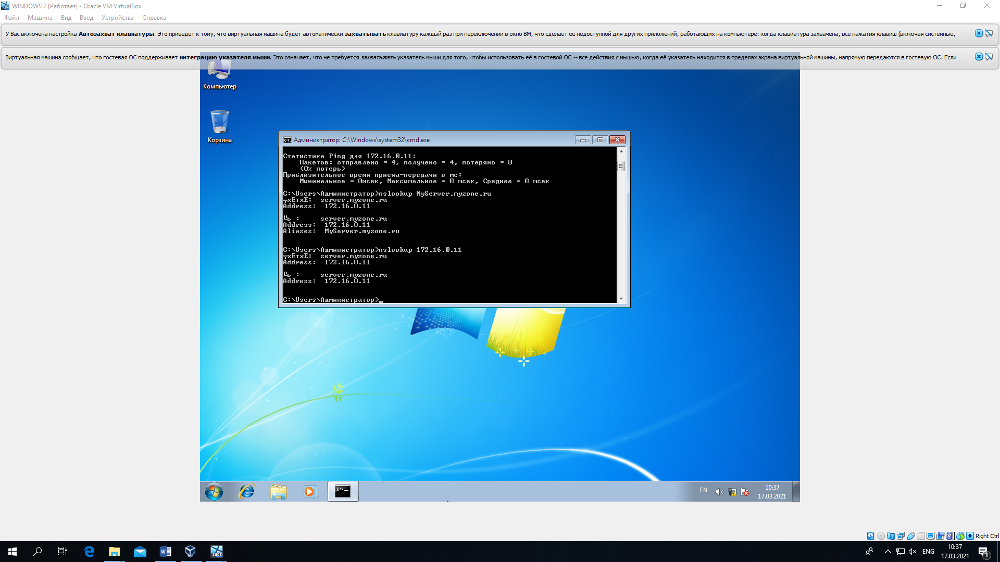 WINDOWS 7 [Работает] - Oracle VM VirtualBox
Файл Машина Вид Ввод Устройства Справка
У Вас включена настройка Автозахват клавиатуры. Это приведет к тому, что виртуальная машина будет автоматически захватывать клавиатуру каждый раз при переключении в окно ВМ, что сделает её недоступной для других приложений, работающих на компьютере: когда клавиатура захвачена, все нажатия клавиш (включая системные,
Виртуальная машина сообщает, что гостевая ОС поддерживает интеграцию указателя мыши. Это означает, что не требуется захватывать указатель мыши для того, чтобы использовать её в гостевой ОС -- все действия с мышью, когда её указатель находится в пределах экрана виртуальной машины, напрямую передаются в гостевую ОС. Если
Компьютер
Корзина
Администратор: C:\Windows\system32\cmd.exe
Статистика Ping для 172.16.0.11:
Пакетов: отправлено = 4, получено = 4, потеряно = 0
(0% потерь)
Приблизительное время приема-передачи в мс:
Минимальное = 0мсек, Максимальное = 0 мсек, Среднее = 0 мсек
C:\Users\Администратор>nslookup MyServer.myzone.ru
╤хЁтхЁ: server.myzone.ru
Address: 172.16.0.11
╚ь : server.myzone.ru
Address: 172.16.0.11
Aliases: MyServer.myzone.ru
C:\Users\Администратор>nslookup 172.16.0.11
╤хЁтхЁ: server.myzone.ru
Address: 172.16.0.11
╚ь : server.myzone.ru
Address: 172.16.0.11
C:\Users\Администратор>_
EN
10:37
17.03.2021
Right Ctrl
2008
ENG
10:37
17.03.2021
1